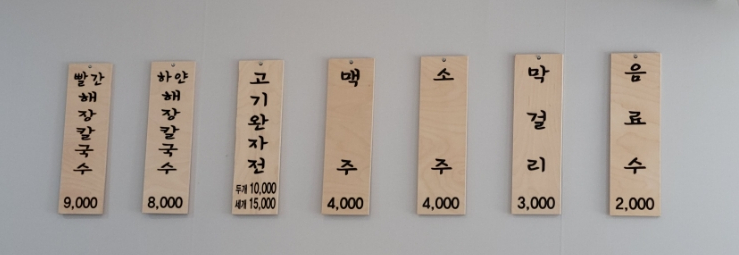 빨간
해장칼국수
9,000
하얀
해장칼국수
8,000
고기완자전
두개 10,000
세개 15,000
맥주
4,000
소주
4,000
막걸리
3,000
음료수
2,000